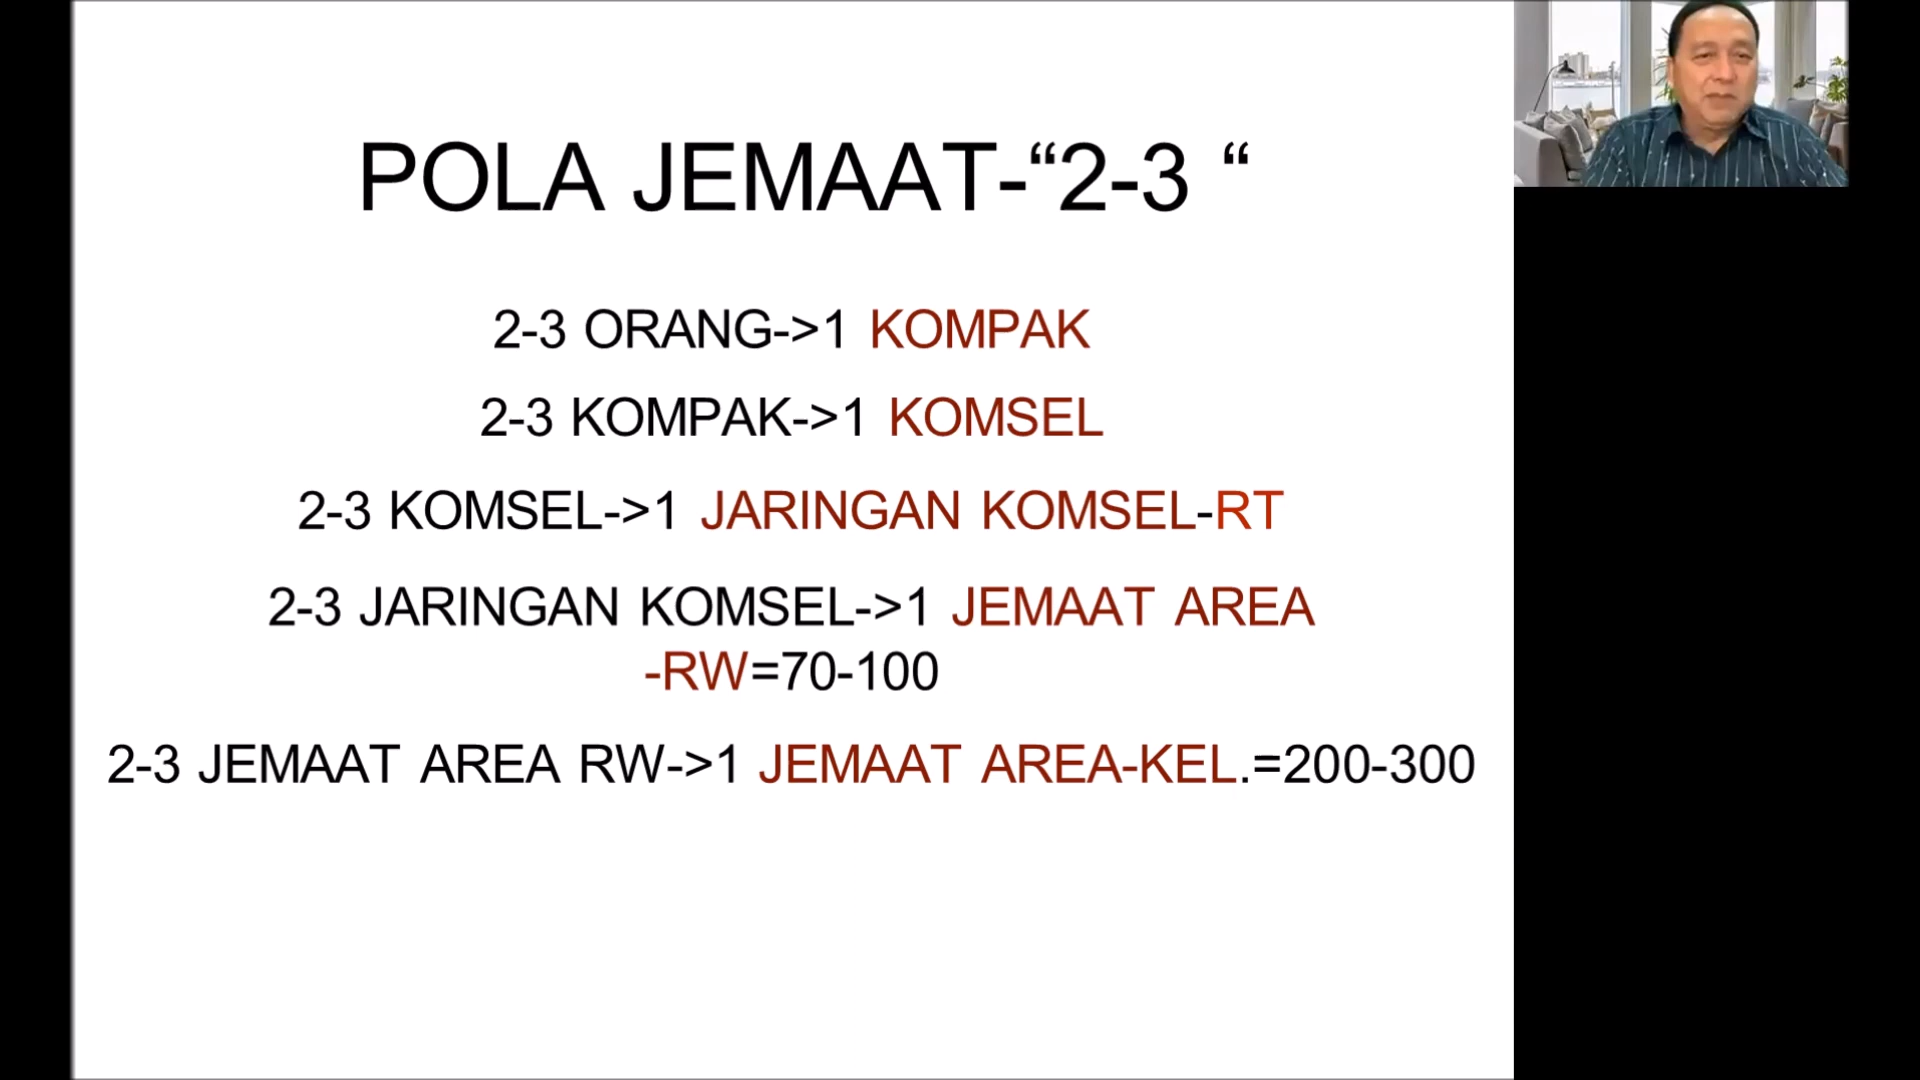 POLA JEMAAT-“2-3 “
2-3 ORANG->1 KOMPAK
2-3 KOMPAK->1 KOMSEL
2-3 KOMSEL->1 JARINGAN KOMSEL-RT
2-3 JARINGAN KOMSEL->1 JEMAAT AREA
-RW=70-100
2-3 JEMAAT AREA RW->1 JEMAAT AREA-KEL.=200-300